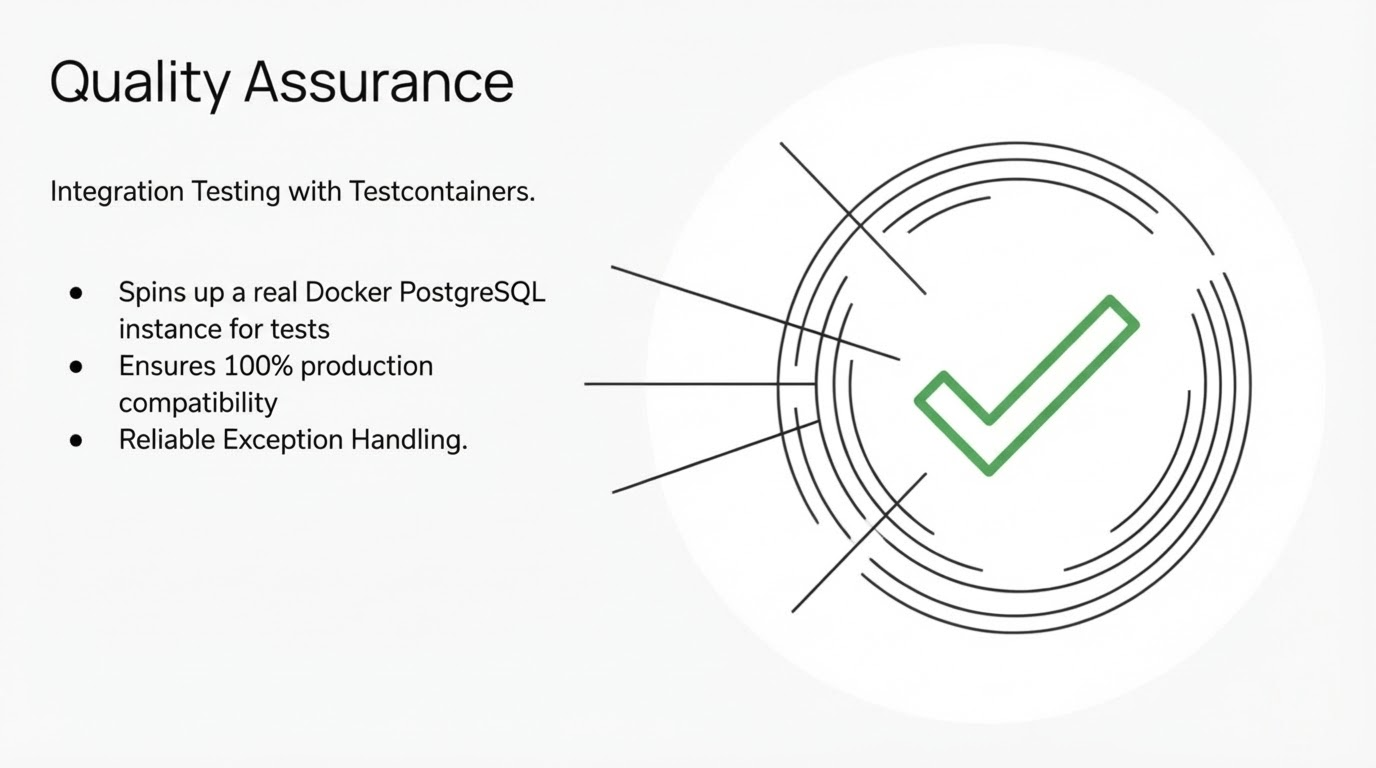 Quality Assurance
Integration Testing with Testcontainers.
● Spins up a real Docker PostgreSQL
instance for tests
● Ensures 100% production
compatibility
● Reliable Exception Handling.